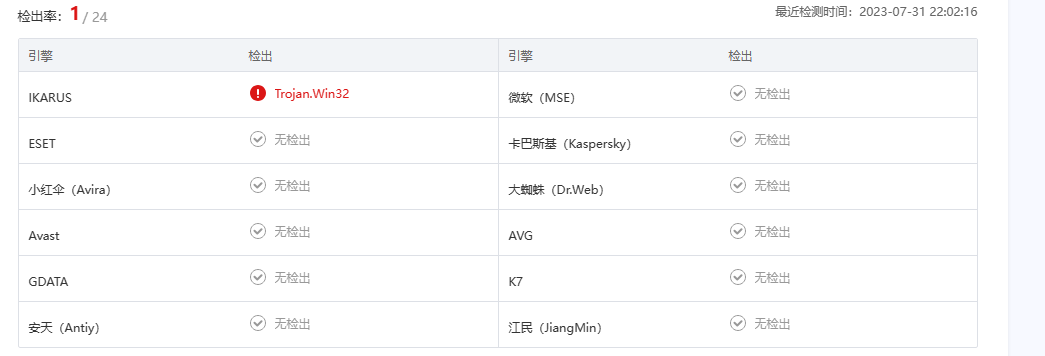 检出率：1 / 24 最近检测时间：2023-07-31 22:02:16
引擎 检出 引擎 检出
IKARUS Trojan.Win32 微软（MSE） 无检出
ESET 无检出 卡巴斯基（Kaspersky） 无检出
小红伞（Avira） 无检出 大蜘蛛（Dr.Web） 无检出
Avast 无检出 AVG 无检出
GDATA 无检出 K7 无检出
安天（Antiy） 无检出 江民（JiangMin） 无检出